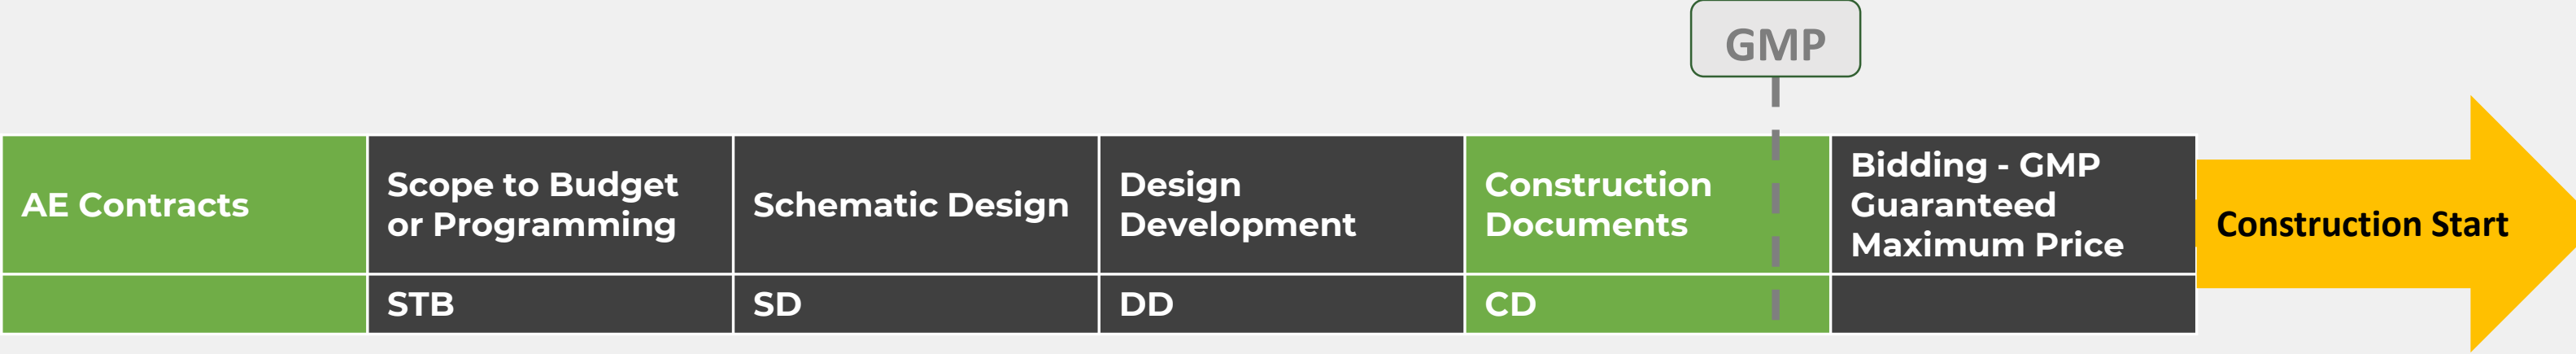 GMP
AE Contracts
Scope to Budget
or Programming
Schematic Design
Design
Development
Construction
Documents
Bidding - GMP
Guaranteed
Maximum Price
Construction Start
STB
SD
DD
CD